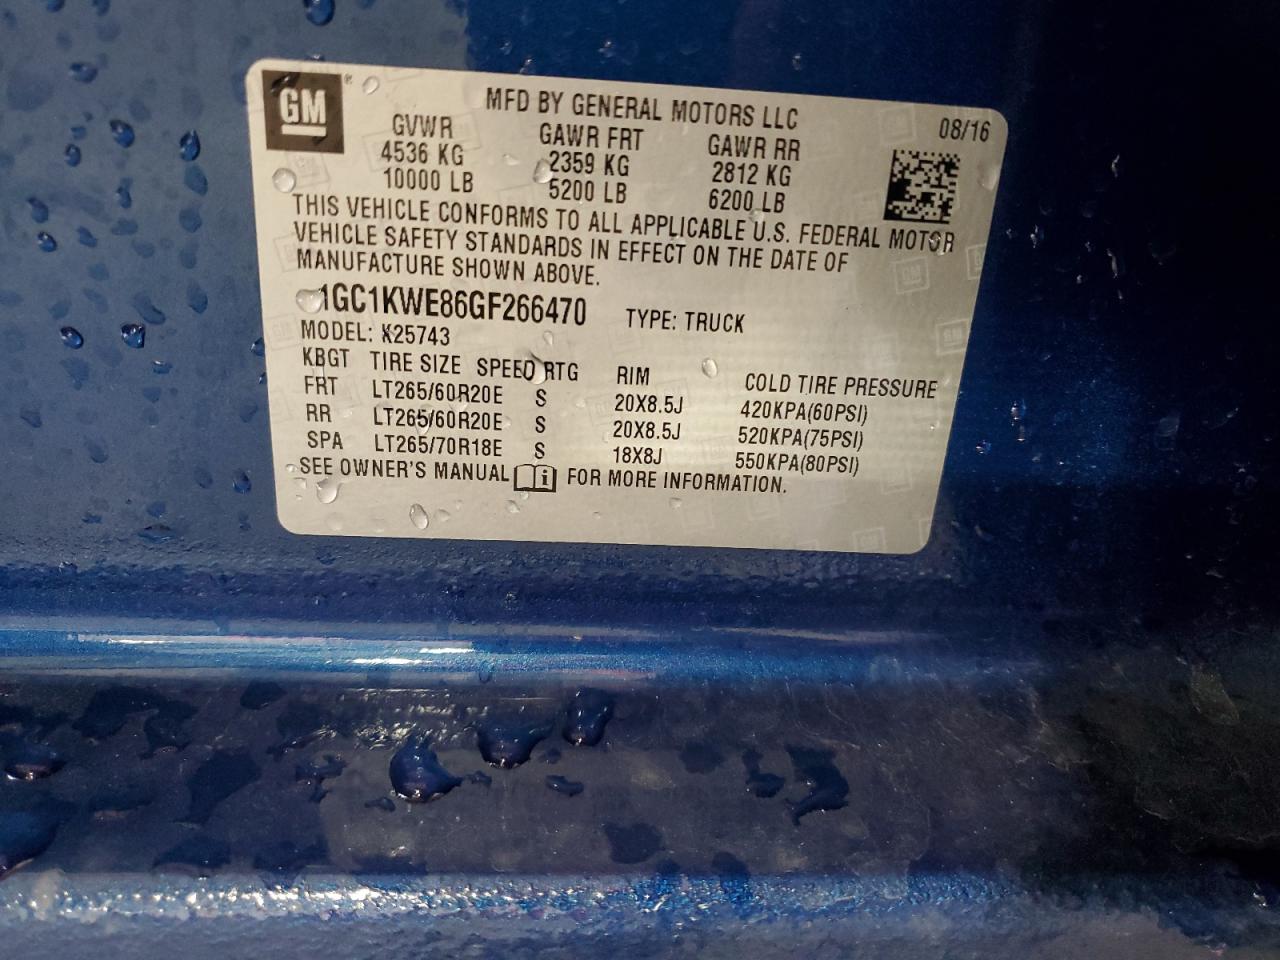 GM
MFD BY GENERAL MOTORS LLC
08/16
GVWR GAWR FRT GAWR RR
4536 KG 2359 KG 2812 KG
10000 LB 5200 LB 6200 LB
THIS VEHICLE CONFORMS TO ALL APPLICABLE U.S. FEDERAL MOTOR
VEHICLE SAFETY STANDARDS IN EFFECT ON THE DATE OF
MANUFACTURE SHOWN ABOVE.
1GC1KWE86GF266470 TYPE: TRUCK
MODEL: K25743
KBGT TIRE SIZE SPEED RTG RIM COLD TIRE PRESSURE
FRT LT265/60R20E S 20X8.5J 420KPA(60PSI)
RR LT265/60R20E S 20X8.5J 520KPA(75PSI)
SPA LT265/70R18E S 18X8J 550KPA(80PSI)
SEE OWNER'S MANUAL FOR MORE INFORMATION.